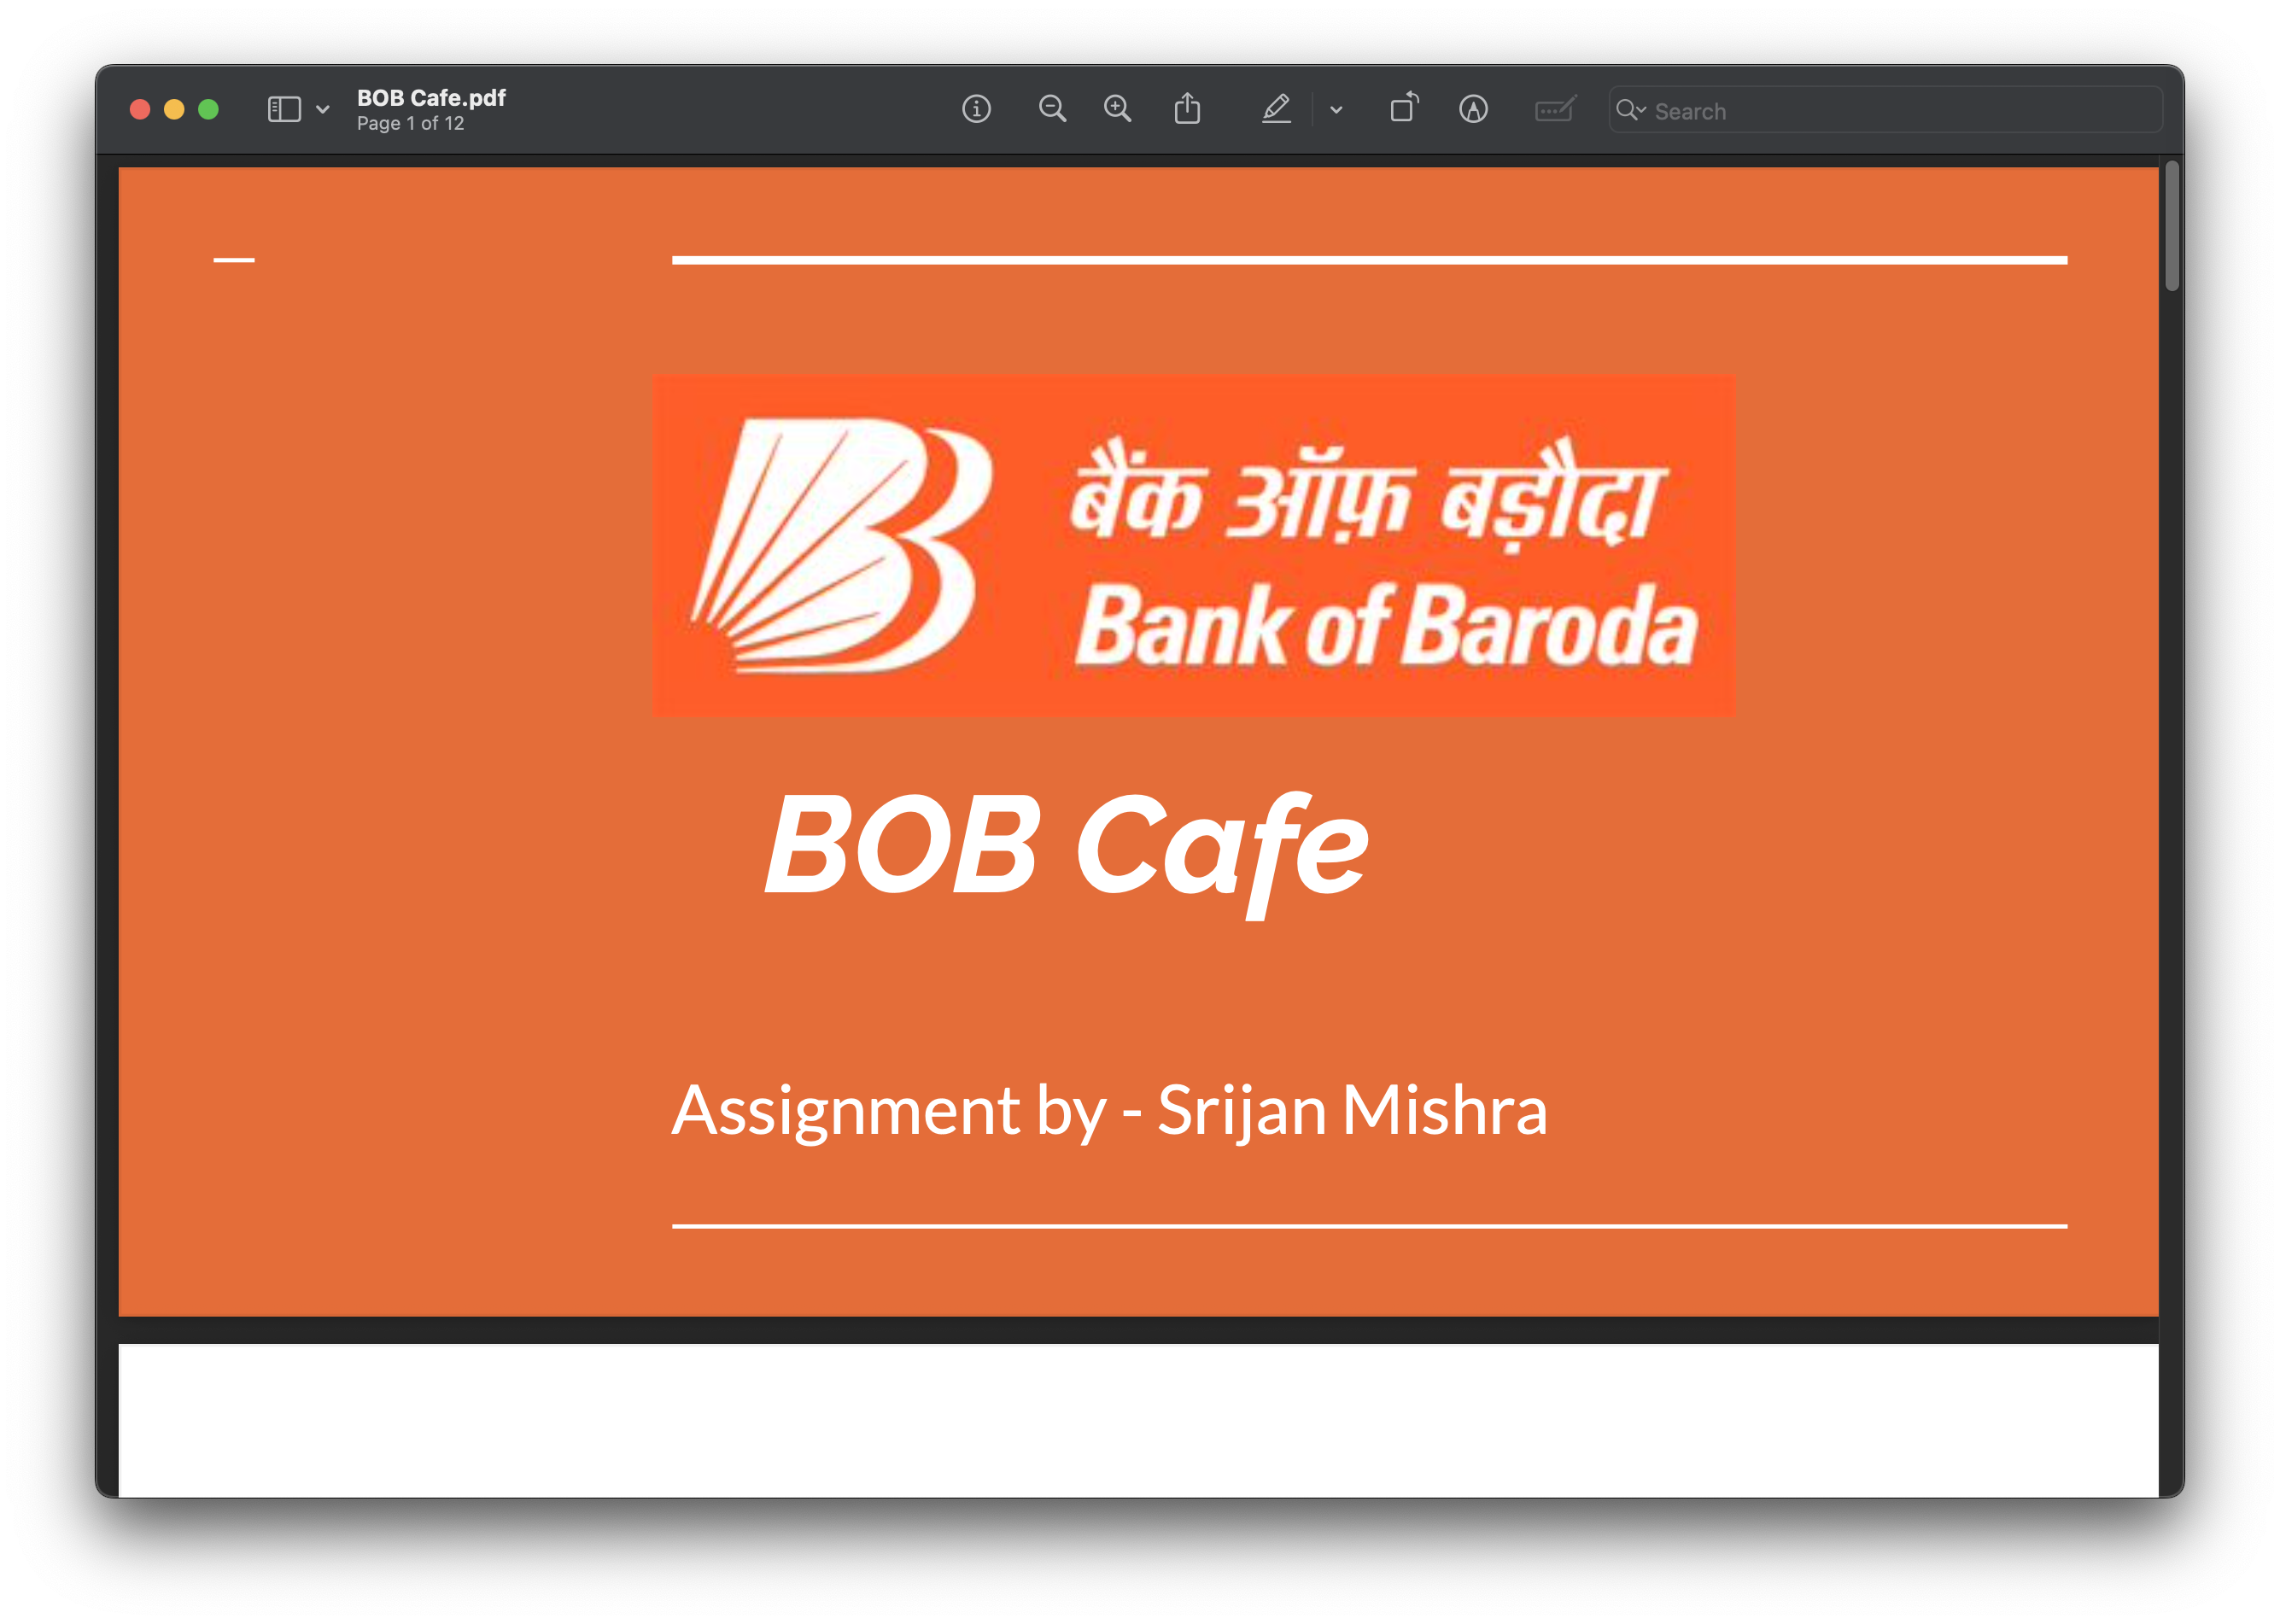 BOB Cafe.pdf
Page 1 of 12
Search
बैंक ऑफ़ बड़ौदा
Bank of Baroda
BOB Cafe
Assignment by - Srijan Mishra